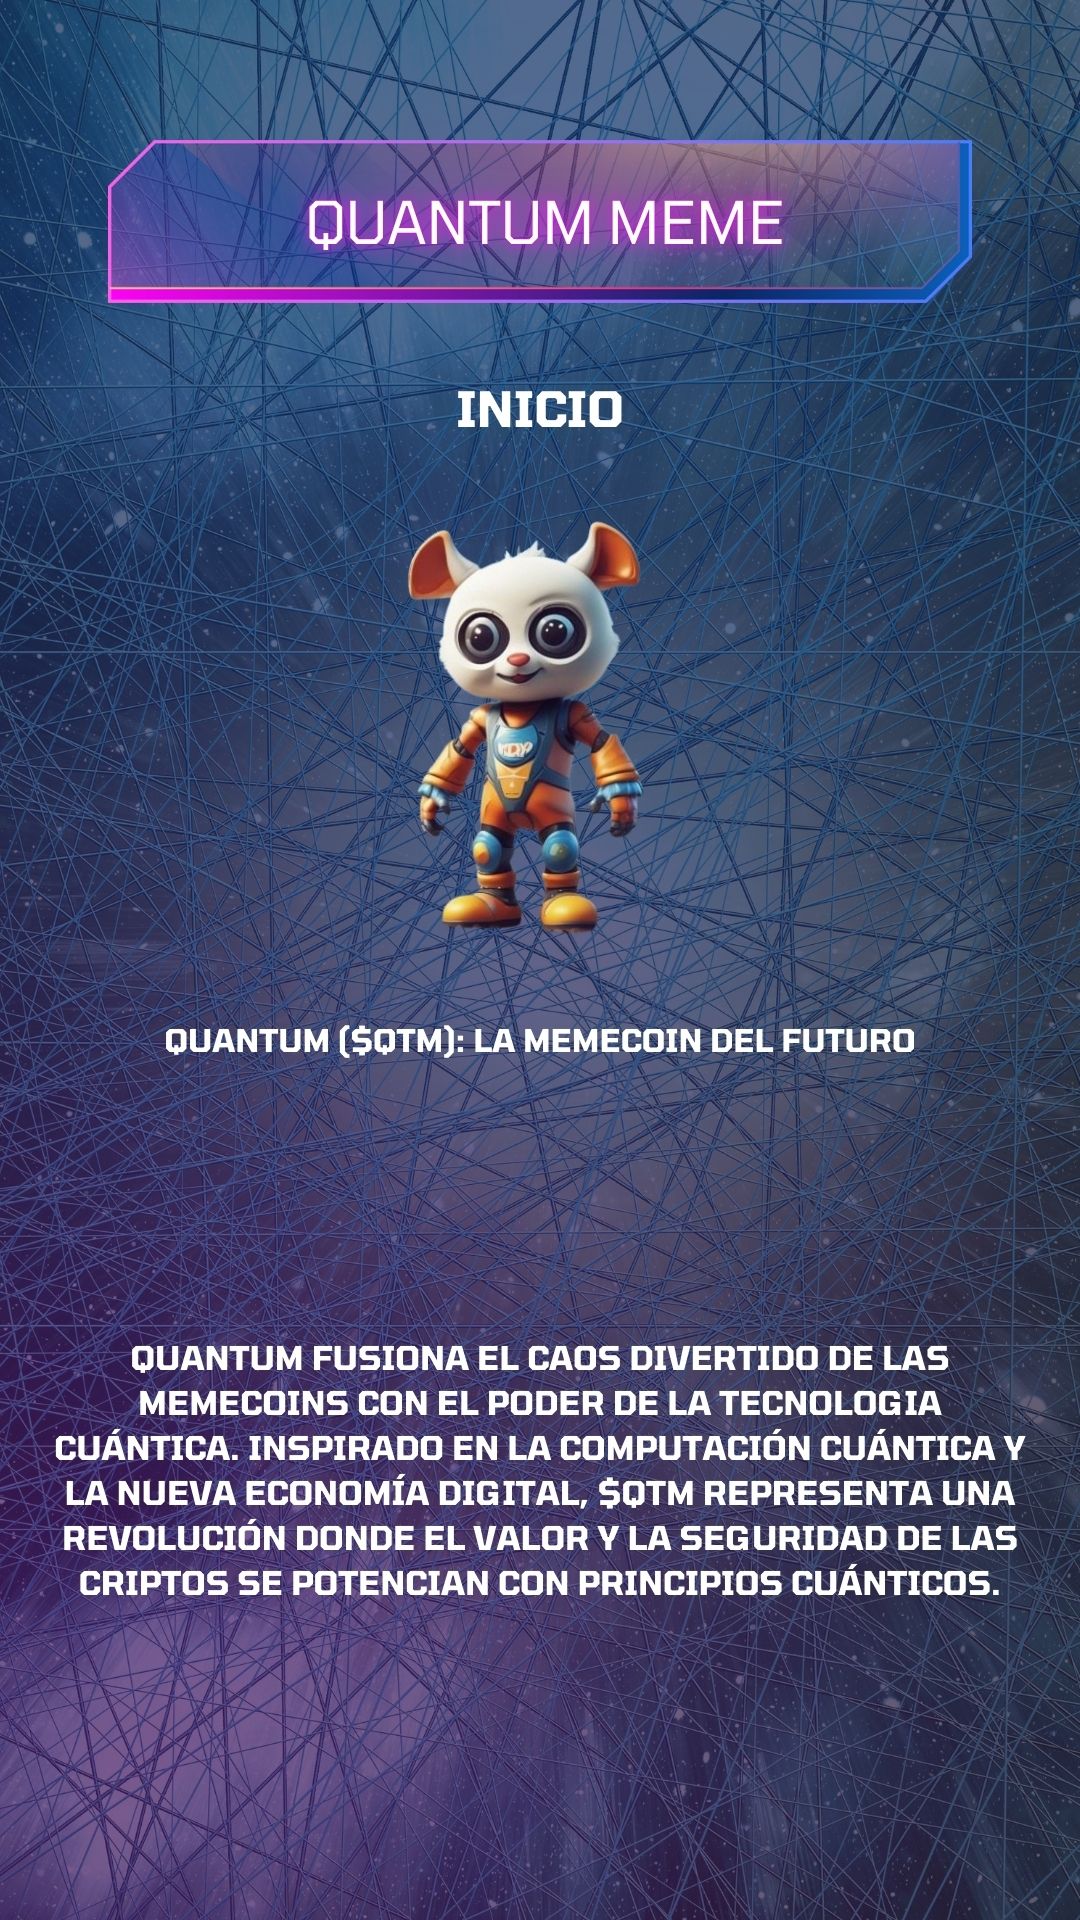 QUANTUM MEME
INICIO
QUANTUM ($QTM): LA MEMECOIN DEL FUTURO
QUANTUM FUSIONA EL CAOS DIVERTIDO DE LAS
MEMECOINS CON EL PODER DE LA TECNOLOGIA
CUÁNTICA. INSPIRADO EN LA COMPUTACIÓN CUÁNTICA Y
LA NUEVA ECONOMÍA DIGITAL, $QTM REPRESENTA UNA
REVOLUCIÓN DONDE EL VALOR Y LA SEGURIDAD DE LAS
CRIPTOS SE POTENCIAN CON PRINCIPIOS CUÁNTICOS.